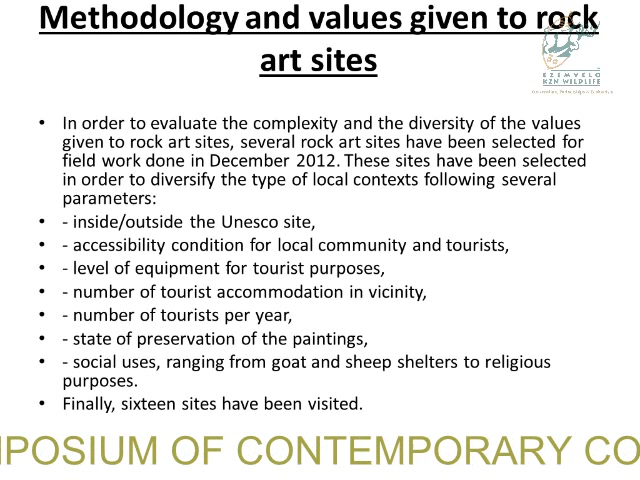 Methodology and values given to rock
art sites
EZEMVELO
KZN WILDLIFE
• In order to evaluate the complexity and the diversity of the values
given to rock art sites, several rock art sites have been selected for
field work done in December 2012. These sites have been selected
in order to diversify the type of local contexts following several
parameters:
• - inside/outside the Unesco site,
• - accessibility condition for local community and tourists,
• - level of equipment for tourist purposes,
• - number of tourist accommodation in vicinity,
• - number of tourists per year,
• - state of preservation of the paintings,
• - social uses, ranging from goat and sheep shelters to religious
purposes.
• Finally, sixteen sites have been visited.
MPOSIUM OF CONTEMPORARY CO